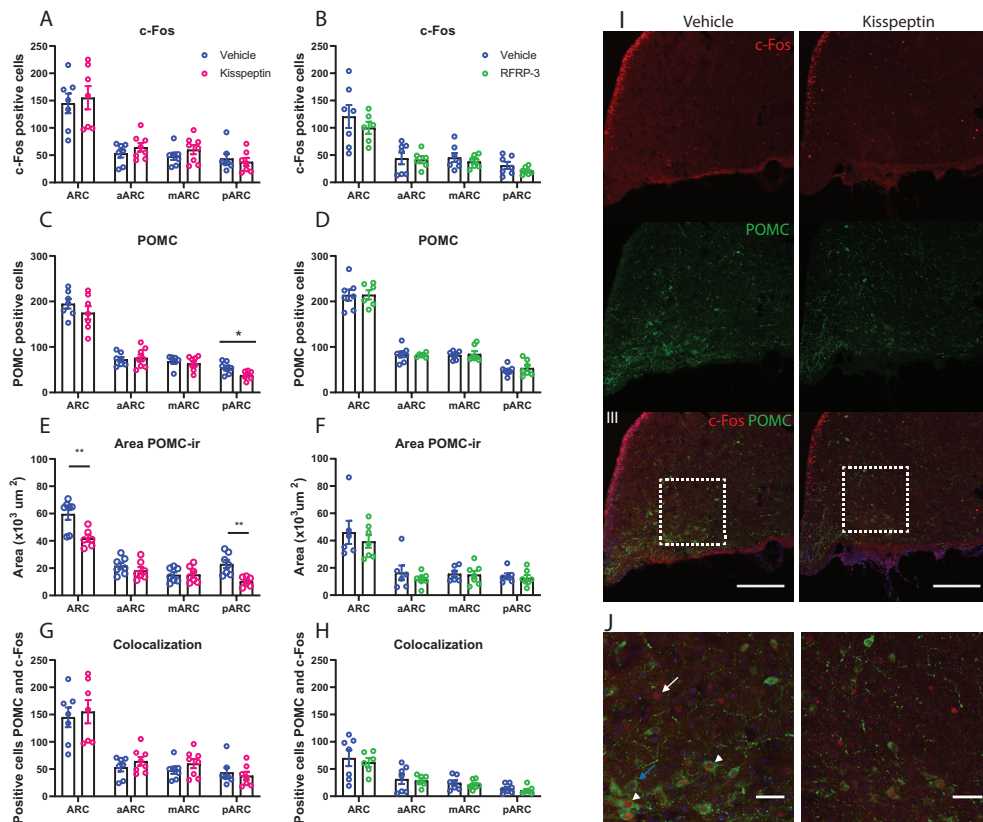 A
c-Fos
c-Fos positive cells
250
200
150
100
50
0
Vehicle
Kisspeptin
ARC aARC mARC pARC
B
c-Fos
c-Fos positive cells
250
200
150
100
50
0
Vehicle
RFRP-3
ARC aARC mARC pARC
C
POMC
POMC positive cells
300
200
100
0
*
ARC aARC mARC pARC
D
POMC
POMC positive cells
300
200
100
0
ARC aARC mARC pARC
E
Area POMC-ir
Area (x10³ um²)
100
80
60
40
20
0
**
**
ARC aARC mARC pARC
F
Area POMC-ir
Area (x10³ um²)
100
80
60
40
20
0
ARC aARC mARC pARC
G
Colocalization
Positive cells POMC and c-Fos
250
200
150
100
50
0
ARC aARC mARC pARC
H
Colocalization
Positive cells POMC and c-Fos
250
200
150
100
50
0
ARC aARC mARC pARC
I
Vehicle Kisspeptin
c-Fos
POMC
III
c-Fos POMC
J